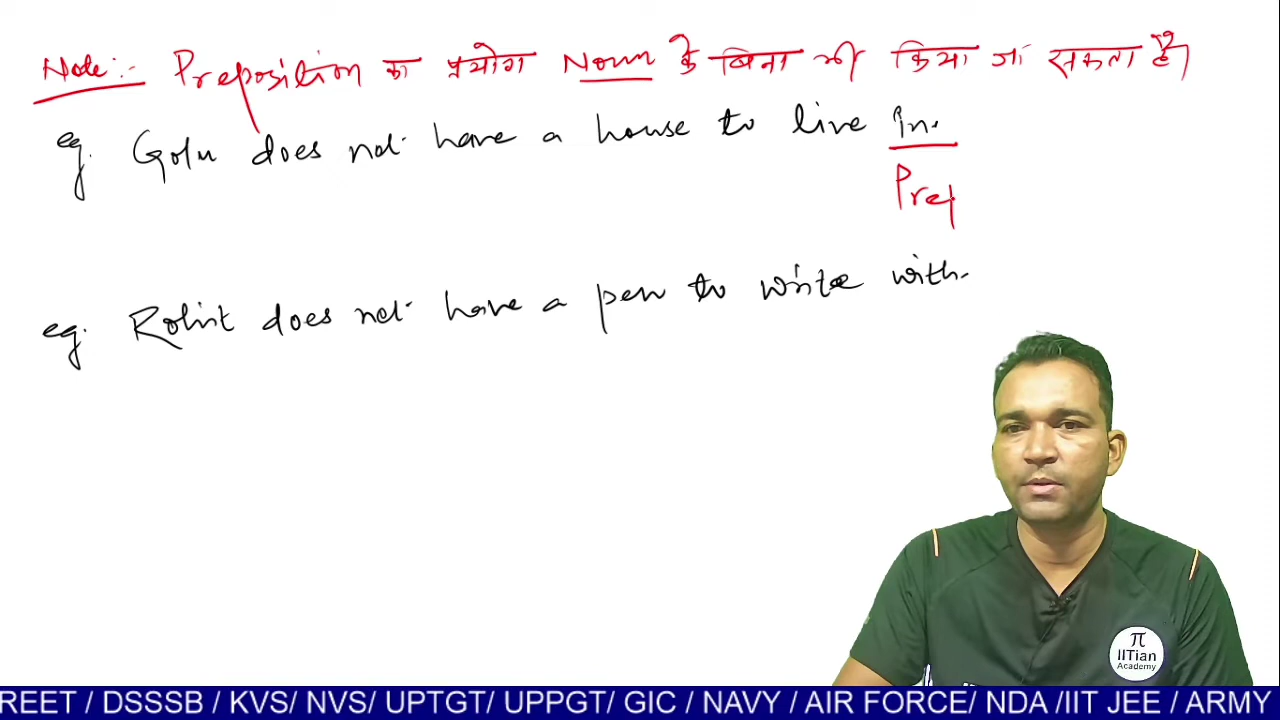 Note:- Preposition का प्रयोग Noun के बिना भी किया जा सकता है।
eg. Golu does not have a house to live in.
Prep
eg. Rohit does not have a pen to write with.
π
IITian
Academy
REET / DSSSB / KVS/ NVS/ UPTGT/ UPPGT/ GIC / NAVY / AIR FORCE/ NDA /IIT JEE / ARMY